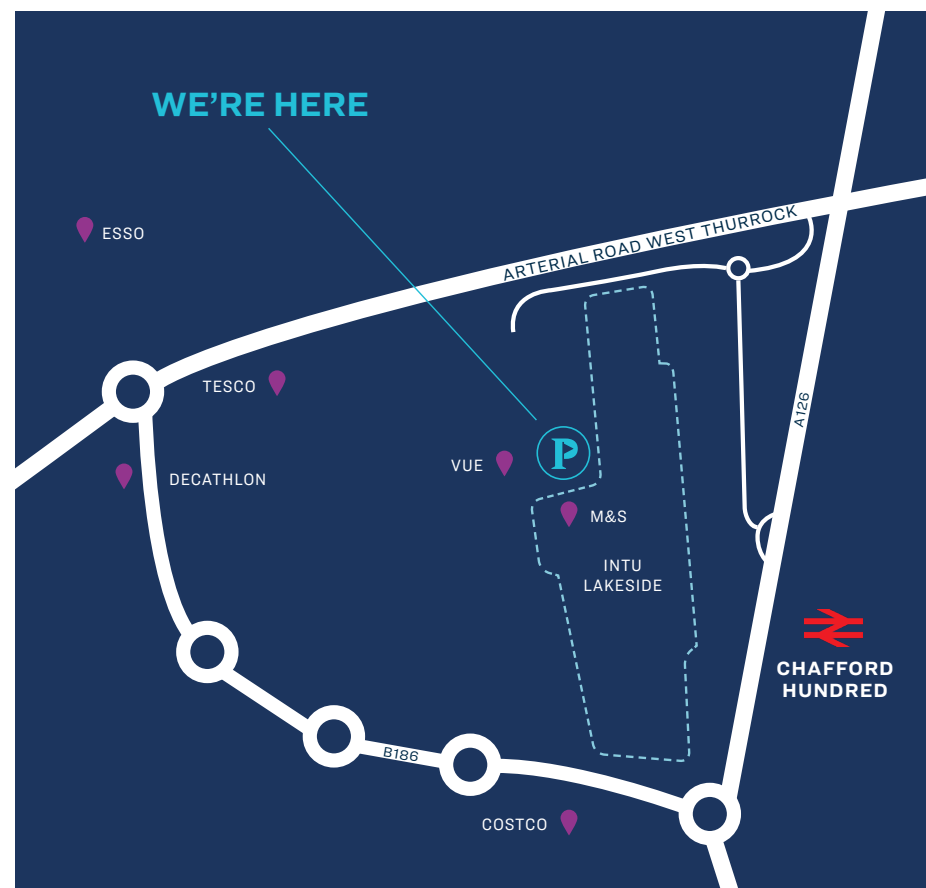 WE’RE HERE
ESSO
ARTERIAL ROAD WEST THURROCK
TESCO
A126
VUE
P
DECATHLON
M&S
INTU
LAKESIDE
CHAFFORD
HUNDRED
B186
COSTCO